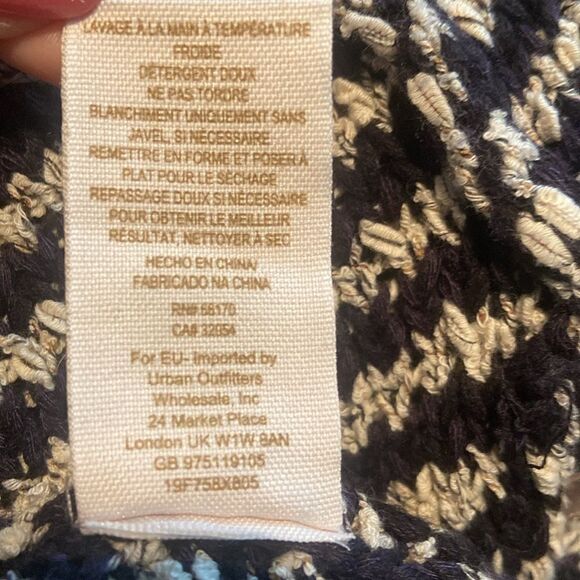 LAVAGE À LA MAIN À TEMPÉRATURE
FROIDE
DÉTERGENT DOUX
NE PAS TORDRE
BLANCHIMENT UNIQUEMENT SANS
JAVEL, SI NÉCESSAIRE
REMETTRE EN FORME ET POSER À
PLAT POUR LE SÉCHAGE
REPASSAGE DOUX SI NÉCESSAIRE
POUR OBTENIR LE MEILLEUR
RÉSULTAT, NETTOYER À SEC
HECHO EN CHINA/
FABRICADO NA CHINA
RN# 66170
CA# 32054
For EU- imported by
Urban Outfitters
Wholesale, Inc
24 Market Place
London UK W1W 8AN
GB 975119105
19F758X805